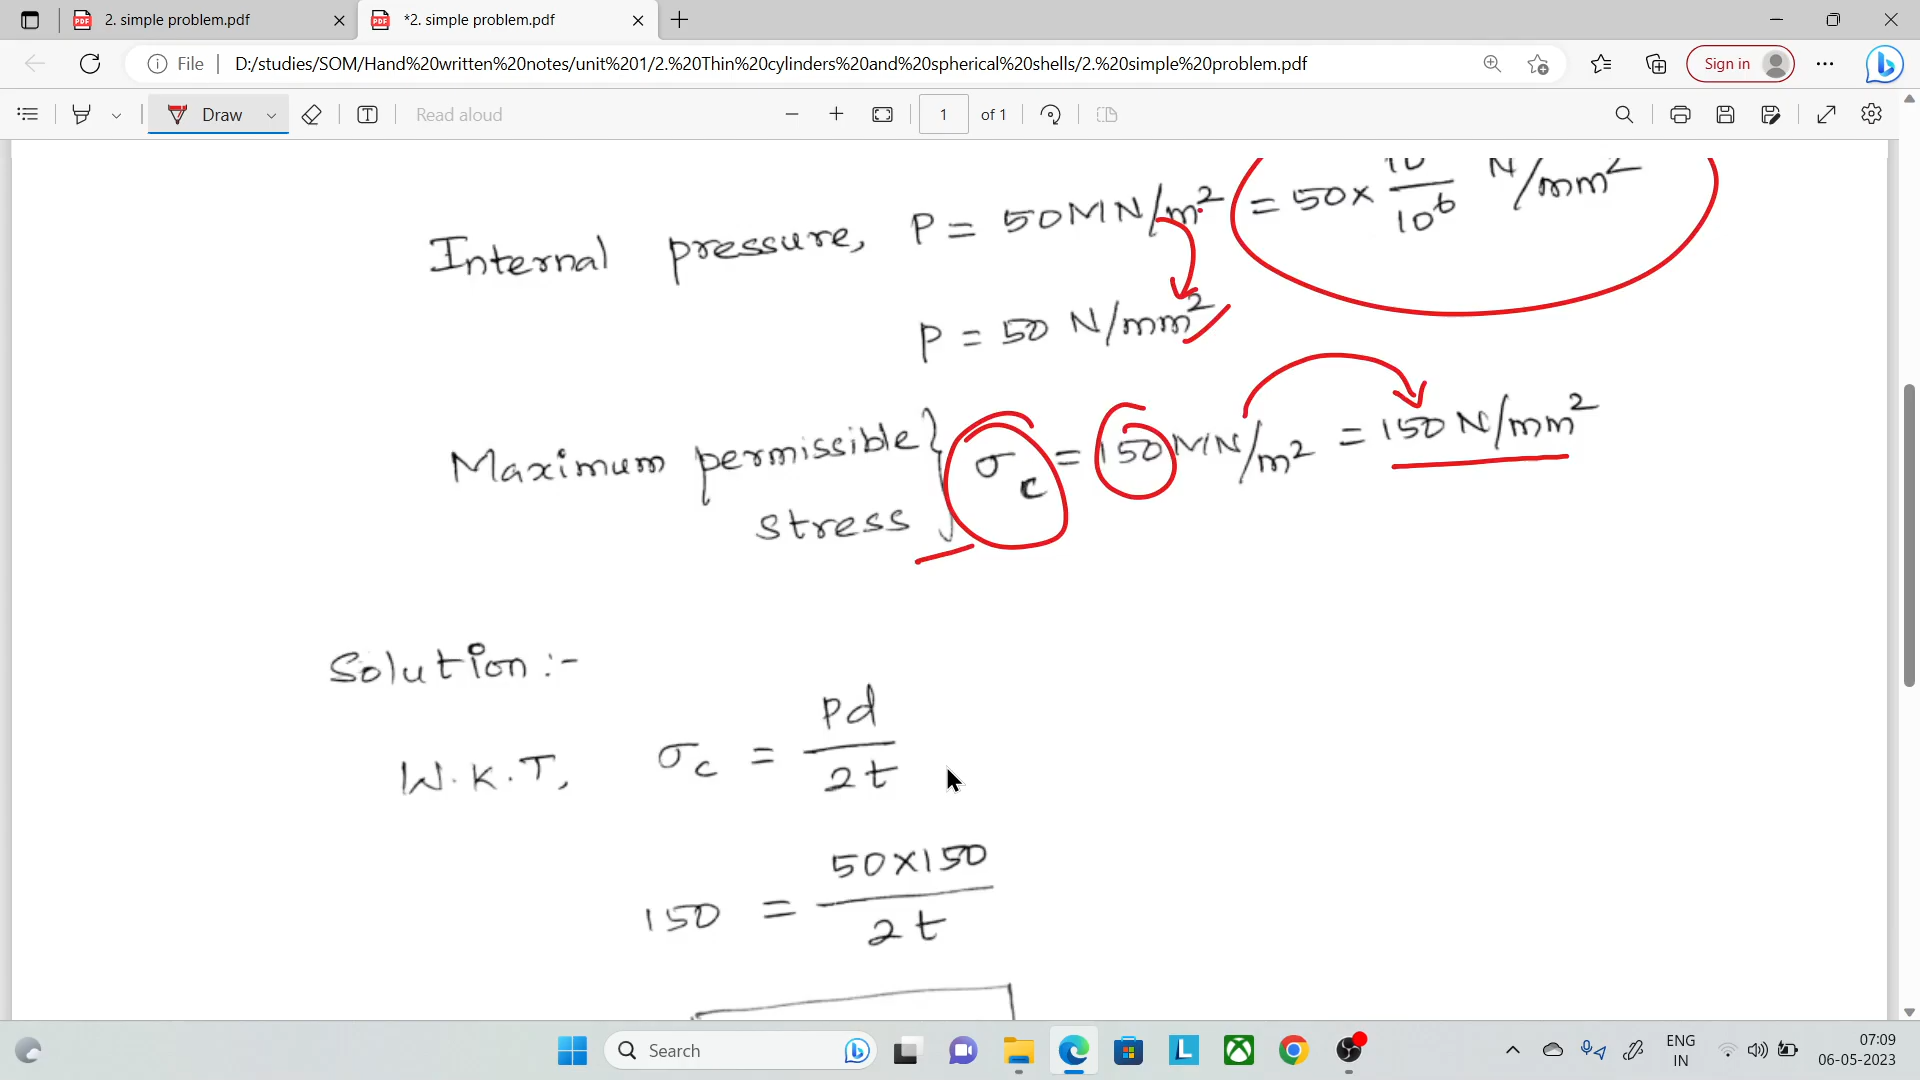 2. simple problem.pdf
*2. simple problem.pdf
File
D:/studies/SOM/Hand%20written%20notes/unit%201/2.%20Thin%20cylinders%20and%20spherical%20shells/2.%20simple%20problem.pdf
Sign in
Draw
Read aloud
1 of 1
Internal pressure, P = 50MN/m² = 50 × 10/10⁶ N/mm²
P = 50 N/mm²
Maximum permissible stress } σc = 150 MN/m² = 150 N/mm²
Solution :-
W.K.T, σc = Pd/2t
150 = 50×150/2t
Search
ENG
IN
07:09
06-05-2023